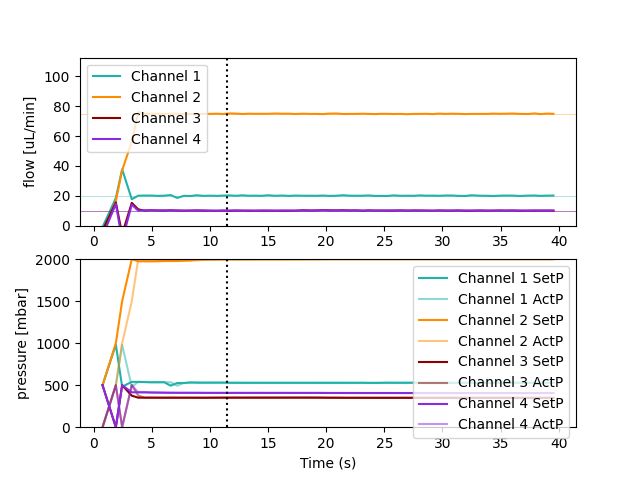 100
80
60
40
20
0
flow [uL/min]
Channel 1
Channel 2
Channel 3
Channel 4
0 5 10 15 20 25 30 35 40
2000
1500
1000
500
0
pressure [mbar]
Channel 1 SetP
Channel 1 ActP
Channel 2 SetP
Channel 2 ActP
Channel 3 SetP
Channel 3 ActP
Channel 4 SetP
Channel 4 ActP
0 5 10 15 20 25 30 35 40
Time (s)